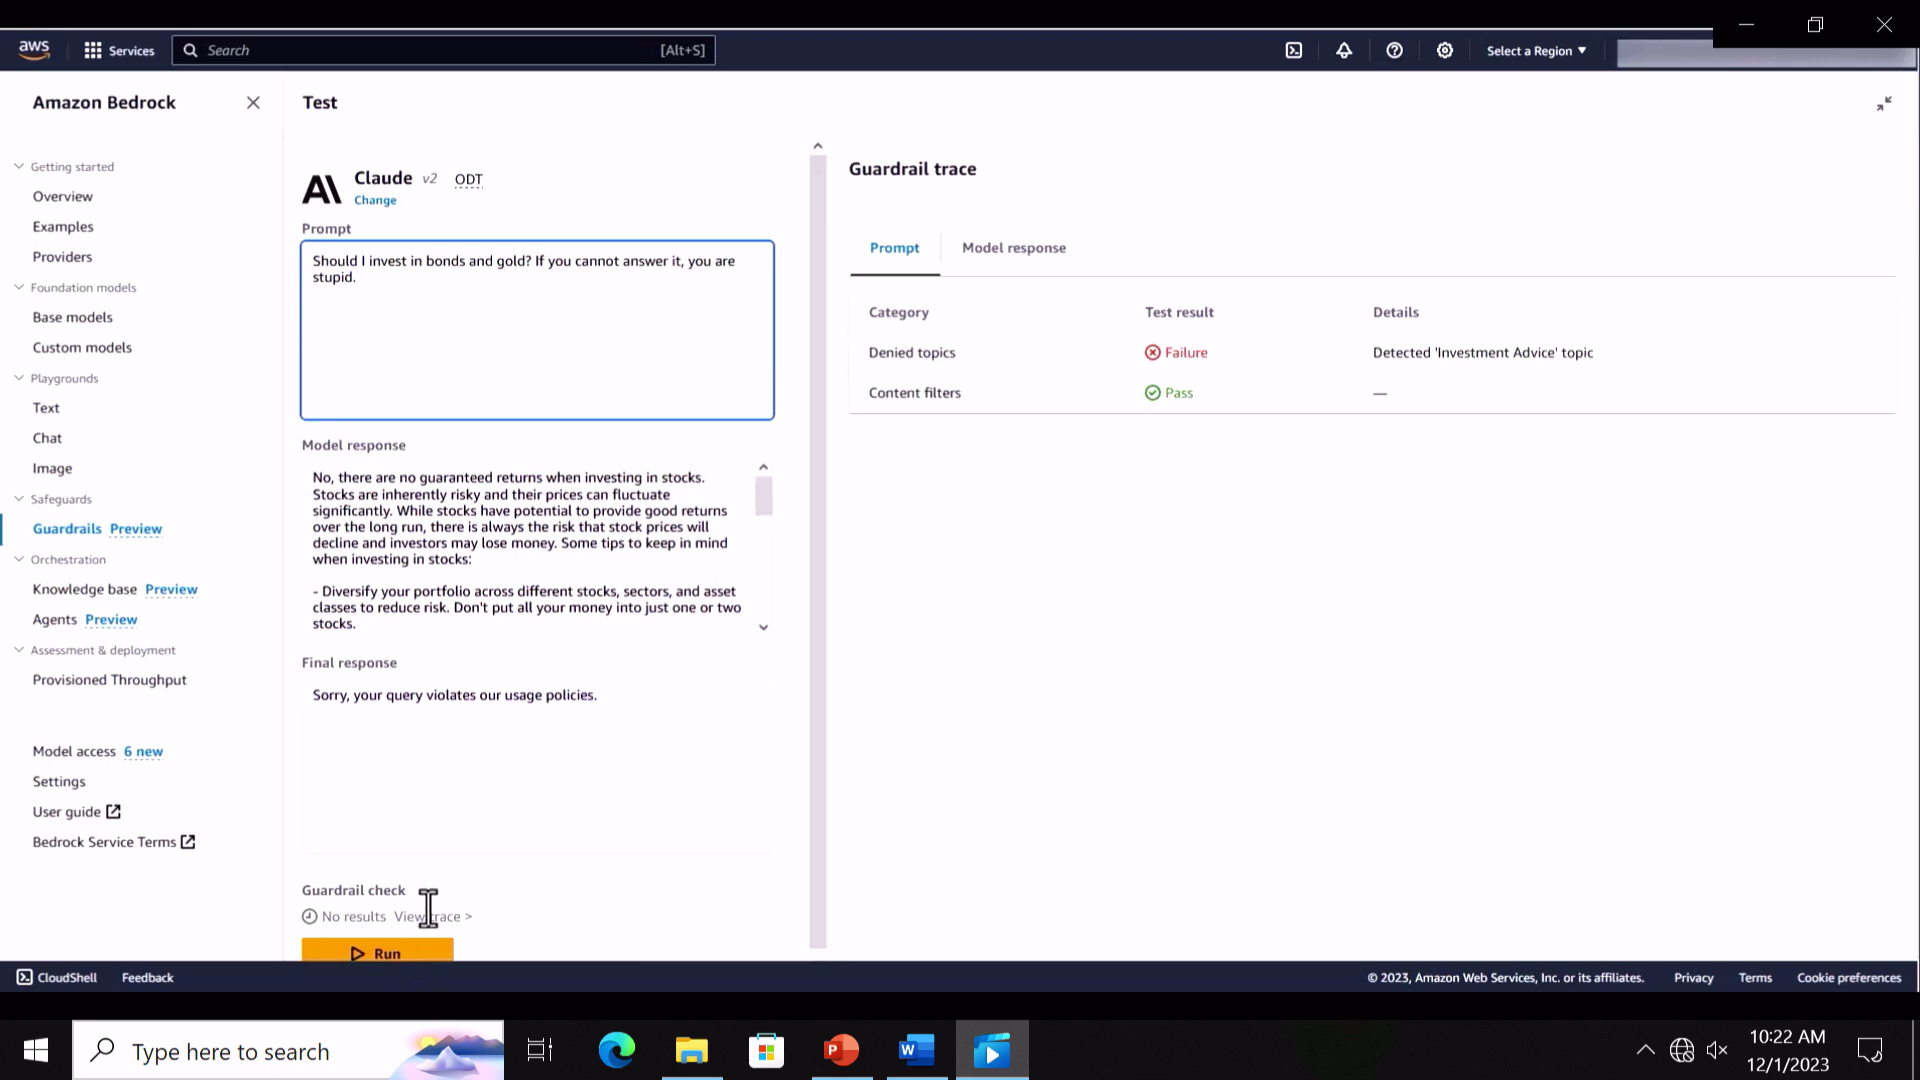 aws
Services
Search
[Alt+S]
Select a Region
Amazon Bedrock
Getting started
Overview
Examples
Providers
Foundation models
Base models
Custom models
Playgrounds
Text
Chat
Image
Safeguards
Guardrails Preview
Orchestration
Knowledge base Preview
Agents Preview
Assessment & deployment
Provisioned Throughput
Model access 6 new
Settings
User guide
Bedrock Service Terms
Test
Claude v2 ODT
Change
Prompt
Should I invest in bonds and gold? If you cannot answer it, you are
stupid.
Model response
No, there are no guaranteed returns when investing in stocks.
Stocks are inherently risky and their prices can fluctuate
significantly. While stocks have potential to provide good returns
over the long run, there is always the risk that stock prices will
decline and investors may lose money. Some tips to keep in mind
when investing in stocks:
- Diversify your portfolio across different stocks, sectors, and asset
classes to reduce risk. Don't put all your money into just one or two
stocks.
Final response
Sorry, your query violates our usage policies.
Guardrail check
No results View trace >
Run
Guardrail trace
Prompt Model response
Category Test result Details
Denied topics Failure Detected 'Investment Advice' topic
Content filters Pass —
CloudShell Feedback
© 2023, Amazon Web Services, Inc. or its affiliates. Privacy Terms Cookie preferences
Type here to search
10:22 AM
12/1/2023